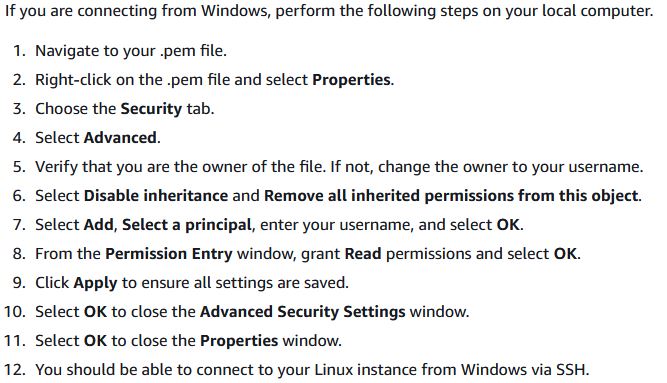 If you are connecting from Windows, perform the following steps on your local computer.
1. Navigate to your .pem file.
2. Right-click on the .pem file and select Properties.
3. Choose the Security tab.
4. Select Advanced.
5. Verify that you are the owner of the file. If not, change the owner to your username.
6. Select Disable inheritance and Remove all inherited permissions from this object.
7. Select Add, Select a principal, enter your username, and select OK.
8. From the Permission Entry window, grant Read permissions and select OK.
9. Click Apply to ensure all settings are saved.
10. Select OK to close the Advanced Security Settings window.
11. Select OK to close the Properties window.
12. You should be able to connect to your Linux instance from Windows via SSH.